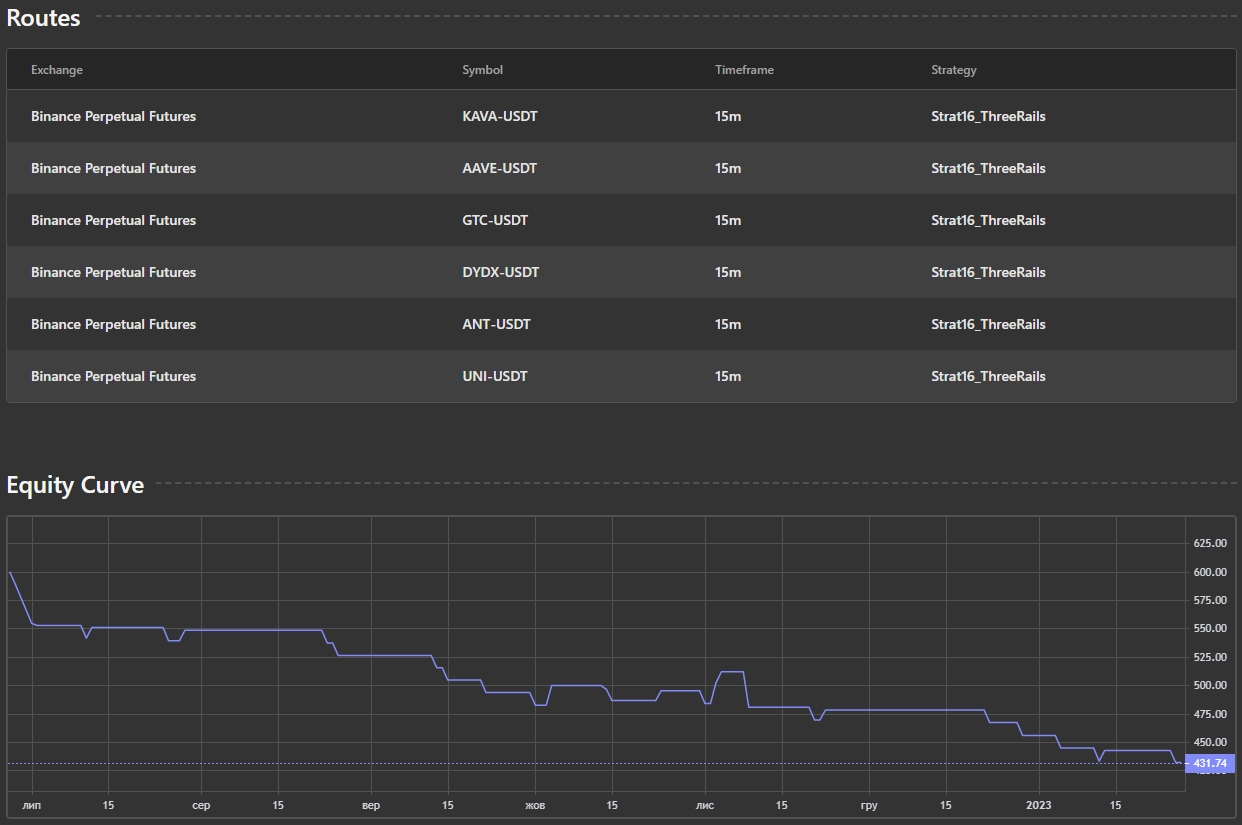 Routes
Exchange Symbol Timeframe Strategy
Binance Perpetual Futures KAVA-USDT 15m Strat16_ThreeRails
Binance Perpetual Futures AAVE-USDT 15m Strat16_ThreeRails
Binance Perpetual Futures GTC-USDT 15m Strat16_ThreeRails
Binance Perpetual Futures DYDX-USDT 15m Strat16_ThreeRails
Binance Perpetual Futures ANT-USDT 15m Strat16_ThreeRails
Binance Perpetual Futures UNI-USDT 15m Strat16_ThreeRails
Equity Curve
625.00
600.00
575.00
550.00
525.00
500.00
475.00
450.00
431.74
лип 15 сер 15 вер 15 жов 15 лис 15 гру 15 2023 15